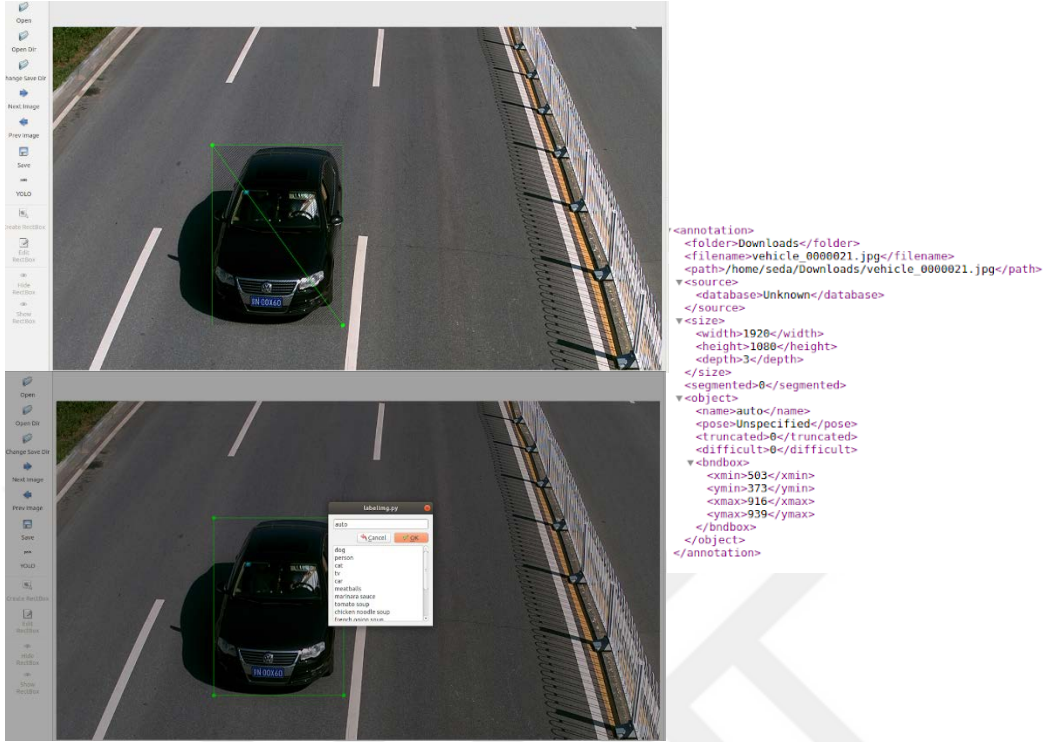 Open
Open Dir
hange Save Dir
Next Image
Prev Image
Save
YOLO
reate RectBox
Edit
RectBox
Hide
RectBox
Show
RectBox
Open
Open Dir
Change Save Dir
Next Image
Prev Image
Save
YOLO
Create RectBox
Edit
RectBox
Hide
RectBox
Show
RectBox
labelImg.py
auto
Cancel
OK
dog
person
cat
tv
car
meatballs
marinara sauce
tomato soup
chicken noodle soup
french onion soup
<annotation>
<folder>Downloads</folder>
<filename>vehicle_0000021.jpg</filename>
<path>/home/seda/Downloads/vehicle_0000021.jpg</path>
<source>
<database>Unknown</database>
</source>
<size>
<width>1920</width>
<height>1080</height>
<depth>3</depth>
</size>
<segmented>0</segmented>
<object>
<name>auto</name>
<pose>Unspecified</pose>
<truncated>0</truncated>
<difficult>0</difficult>
<bndbox>
<xmin>503</xmin>
<ymin>373</ymin>
<xmax>916</xmax>
<ymax>939</ymax>
</bndbox>
</object>
</annotation>